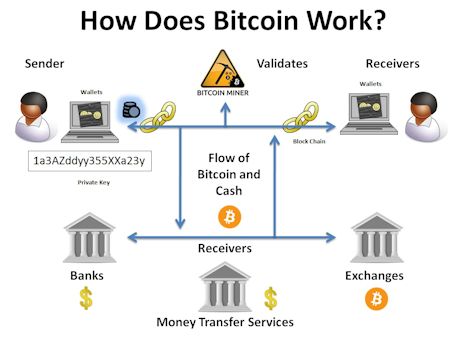 How Does Bitcoin Work?
Sender
Validates
Receivers
Wallets
BITCOIN MINER
Wallets
Block Chain
1a3AZddyy355XXa23y
Private Key
Flow of
Bitcoin and
Cash
Receivers
Banks
Exchanges
$
$
Money Transfer Services